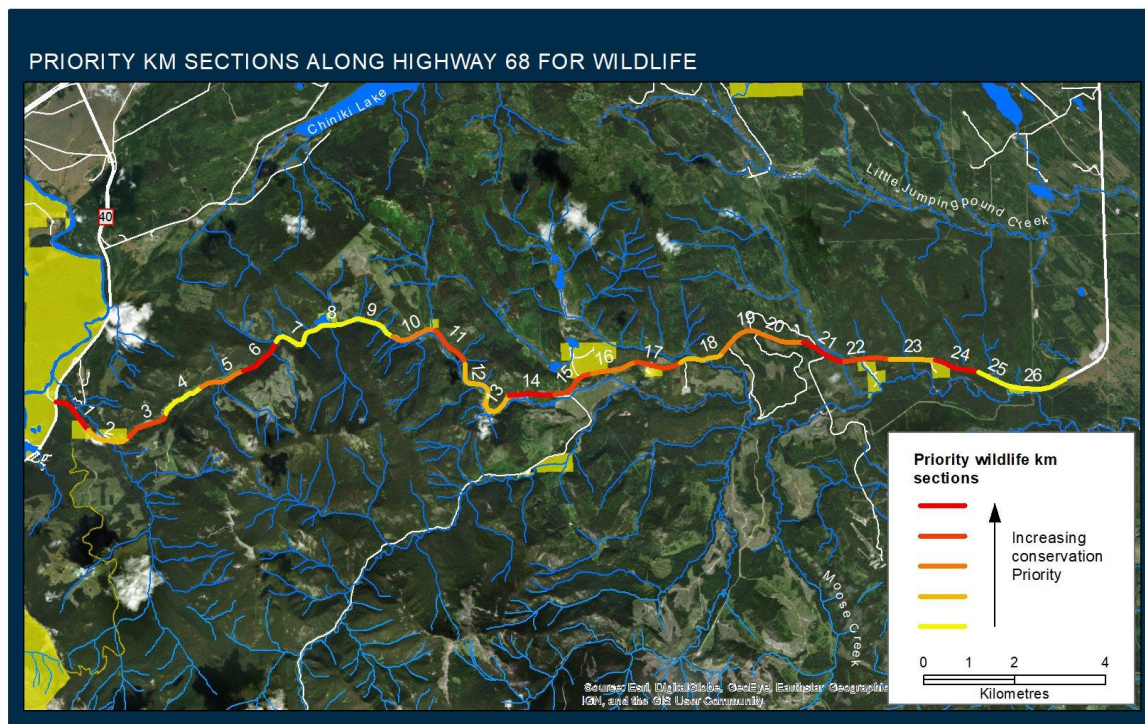 PRIORITY KM SECTIONS ALONG HIGHWAY 68 FOR WILDLIFE
Chiniki Lake
Little Jumpingpound Creek
40
1
2
3
4
5
6
7
8
9
10
11
12
13
14
15
16
17
18
19
20
21
22
23
24
25
26
Moose Creek
Priority wildlife km
sections
Increasing
conservation
Priority
0 1 2 4
Kilometres
Source: Esri, DigitalGlobe, GeoEye, Earthstar Geographic
IGN, and the GIS User Community